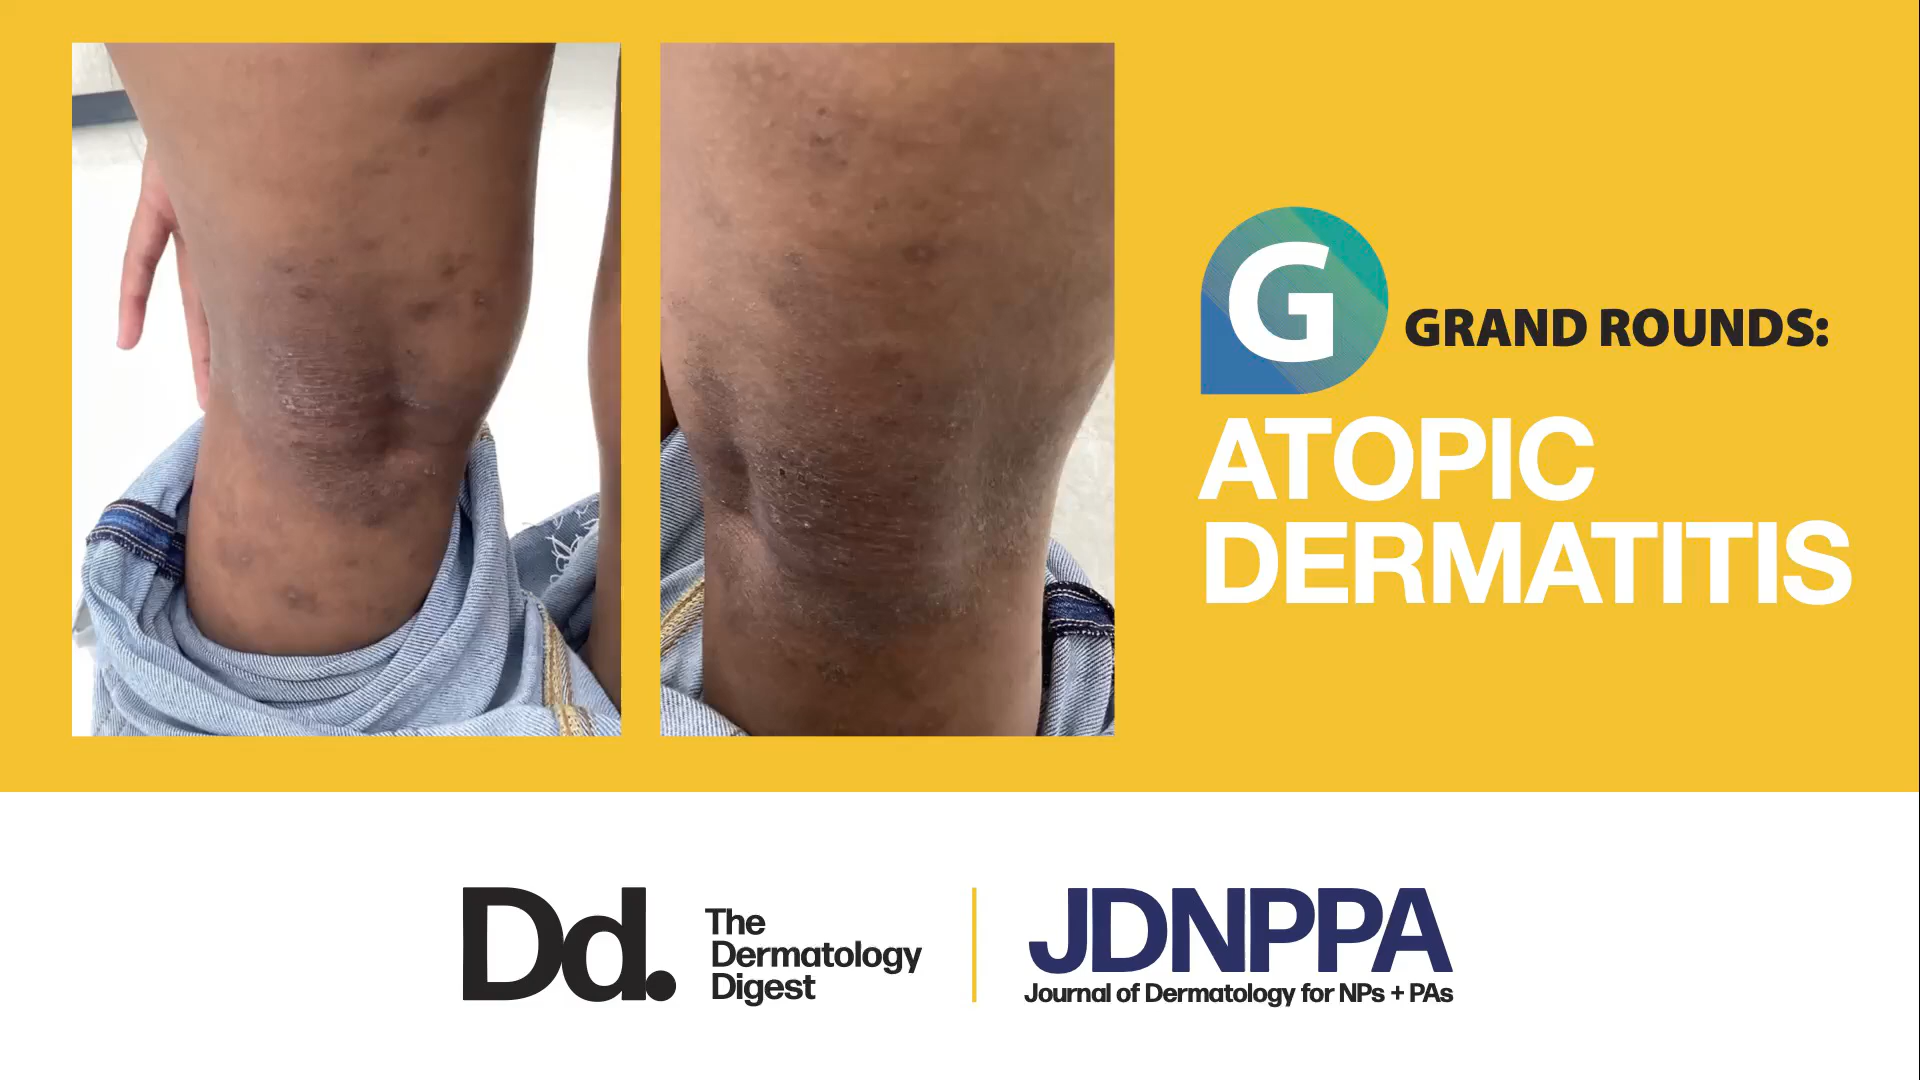 G
GRAND ROUNDS:
ATOPIC
DERMATITIS
Dd.
The
Dermatology
Digest
JDNPPA
Journal of Dermatology for NPs + PAs